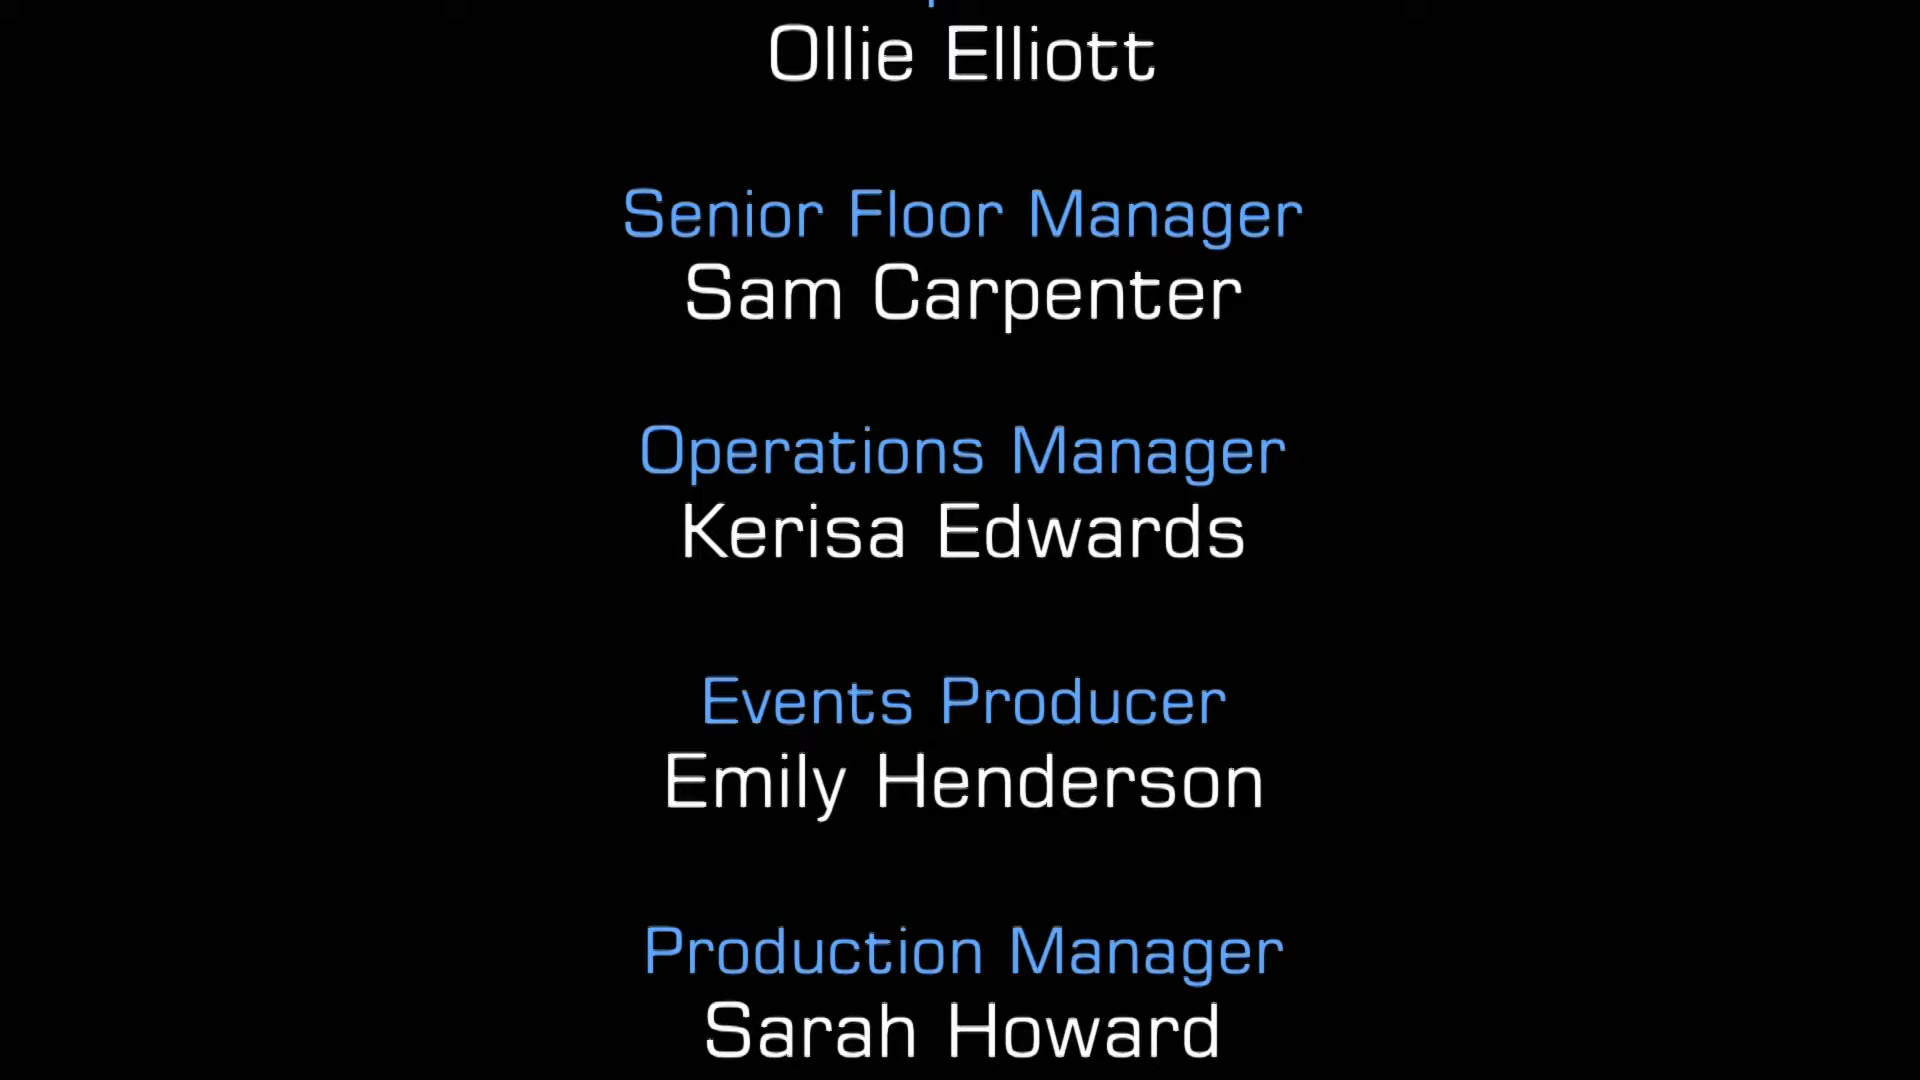 Ollie Elliott
Senior Floor Manager
Sam Carpenter
Operations Manager
Kerisa Edwards
Events Producer
Emily Henderson
Production Manager
Sarah Howard